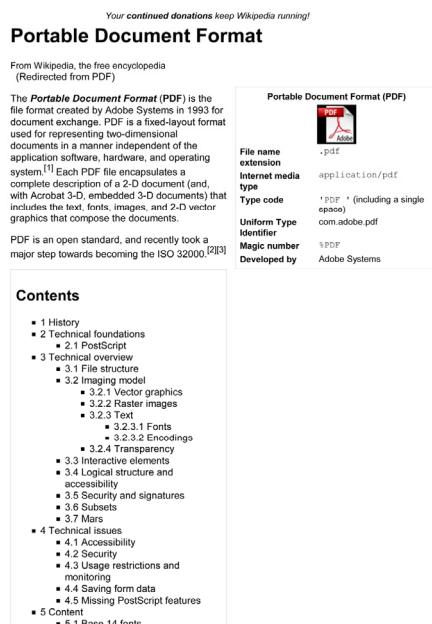 Your continued donations keep Wikipedia running!
Portable Document Format
From Wikipedia, the free encyclopedia
(Redirected from PDF)
The Portable Document Format (PDF) is the
file format created by Adobe Systems in 1993 for
document exchange. PDF is a fixed-layout format
used for representing two-dimensional
documents in a manner independent of the
application software, hardware, and operating
system.[1] Each PDF file encapsulates a
complete description of a 2-D document (and,
with Acrobat 3-D, embedded 3-D documents) that
includes the text, fonts, images, and 2-D vector
graphics that compose the documents.
PDF is an open standard, and recently took a
major step towards becoming the ISO 32000.[2][3]
Portable Document Format (PDF)
PDF
Adobe
File name
extension
.pdf
Internet media
type
application/pdf
Type code
'PDF ' (including a single
space)
Uniform Type
Identifier
com.adobe.pdf
Magic number
%PDF
Developed by
Adobe Systems
Contents
1 History
2 Technical foundations
2.1 PostScript
3 Technical overview
3.1 File structure
3.2 Imaging model
3.2.1 Vector graphics
3.2.2 Raster images
3.2.3 Text
3.2.3.1 Fonts
3.2.3.2 Encodings
3.2.4 Transparency
3.3 Interactive elements
3.4 Logical structure and
accessibility
3.5 Security and signatures
3.6 Subsets
3.7 Mars
4 Technical issues
4.1 Accessibility
4.2 Security
4.3 Usage restrictions and
monitoring
4.4 Saving form data
4.5 Missing PostScript features
5 Content
5.1 Base 14 fonts